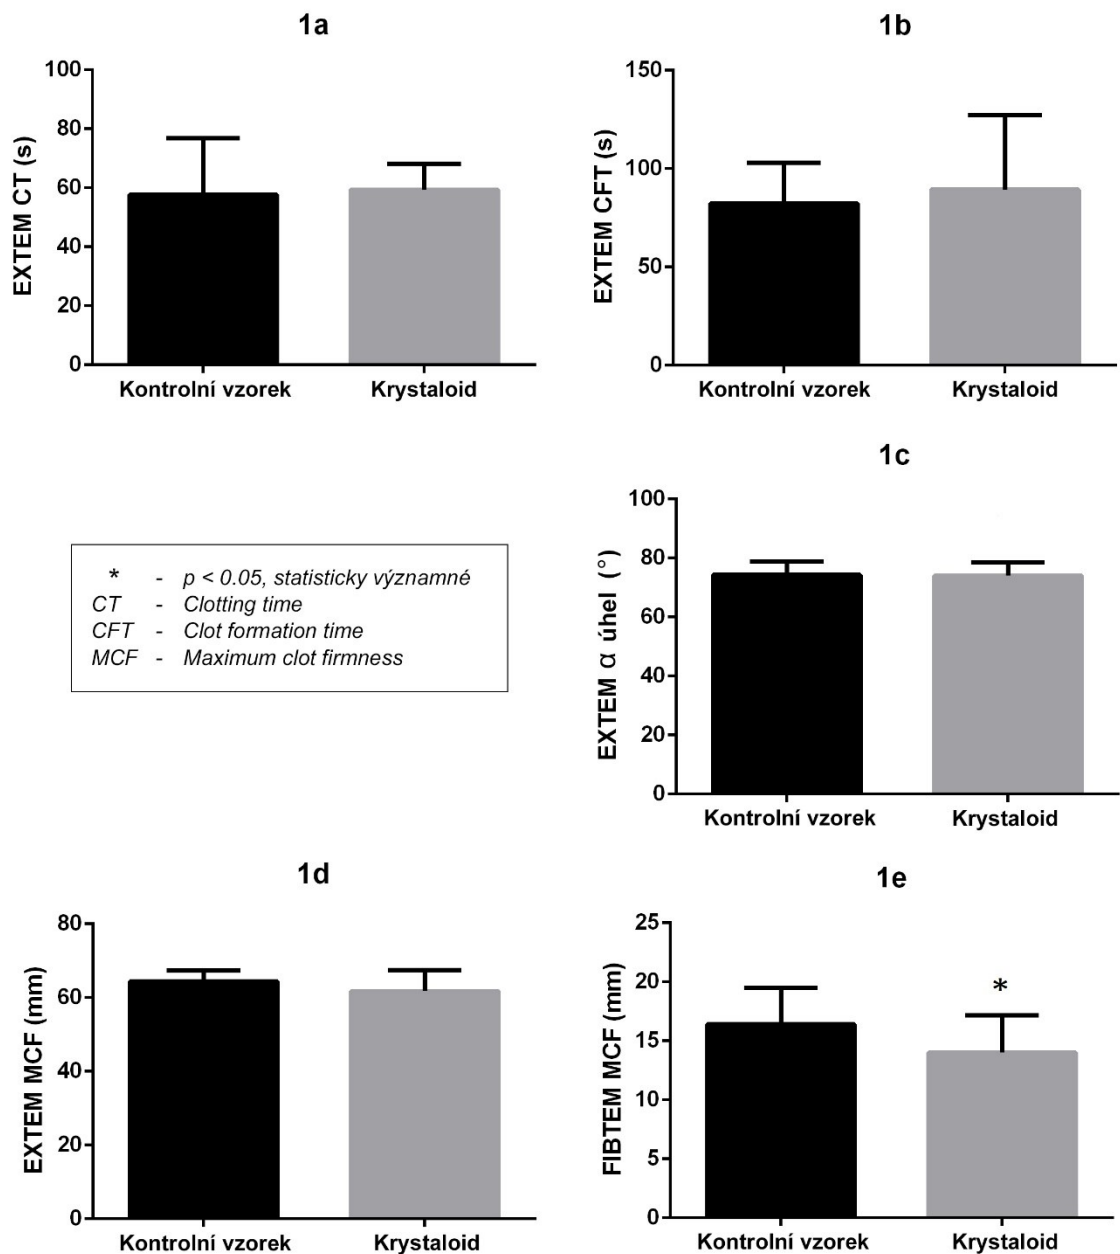 1a
100
80
60
40
20
0
EXTEM CT (s)
Kontrolní vzorek
Krystaloid
1b
150
100
50
0
EXTEM CFT (s)
Kontrolní vzorek
Krystaloid
* - p < 0.05, statisticky významné
CT - Clotting time
CFT - Clot formation time
MCF - Maximum clot firmness
1c
100
80
60
40
20
0
EXTEM α úhel (°)
Kontrolní vzorek
Krystaloid
1d
80
60
40
20
0
EXTEM MCF (mm)
Kontrolní vzorek
Krystaloid
1e
25
20
15
10
5
0
FIBTEM MCF (mm)
*
Kontrolní vzorek
Krystaloid